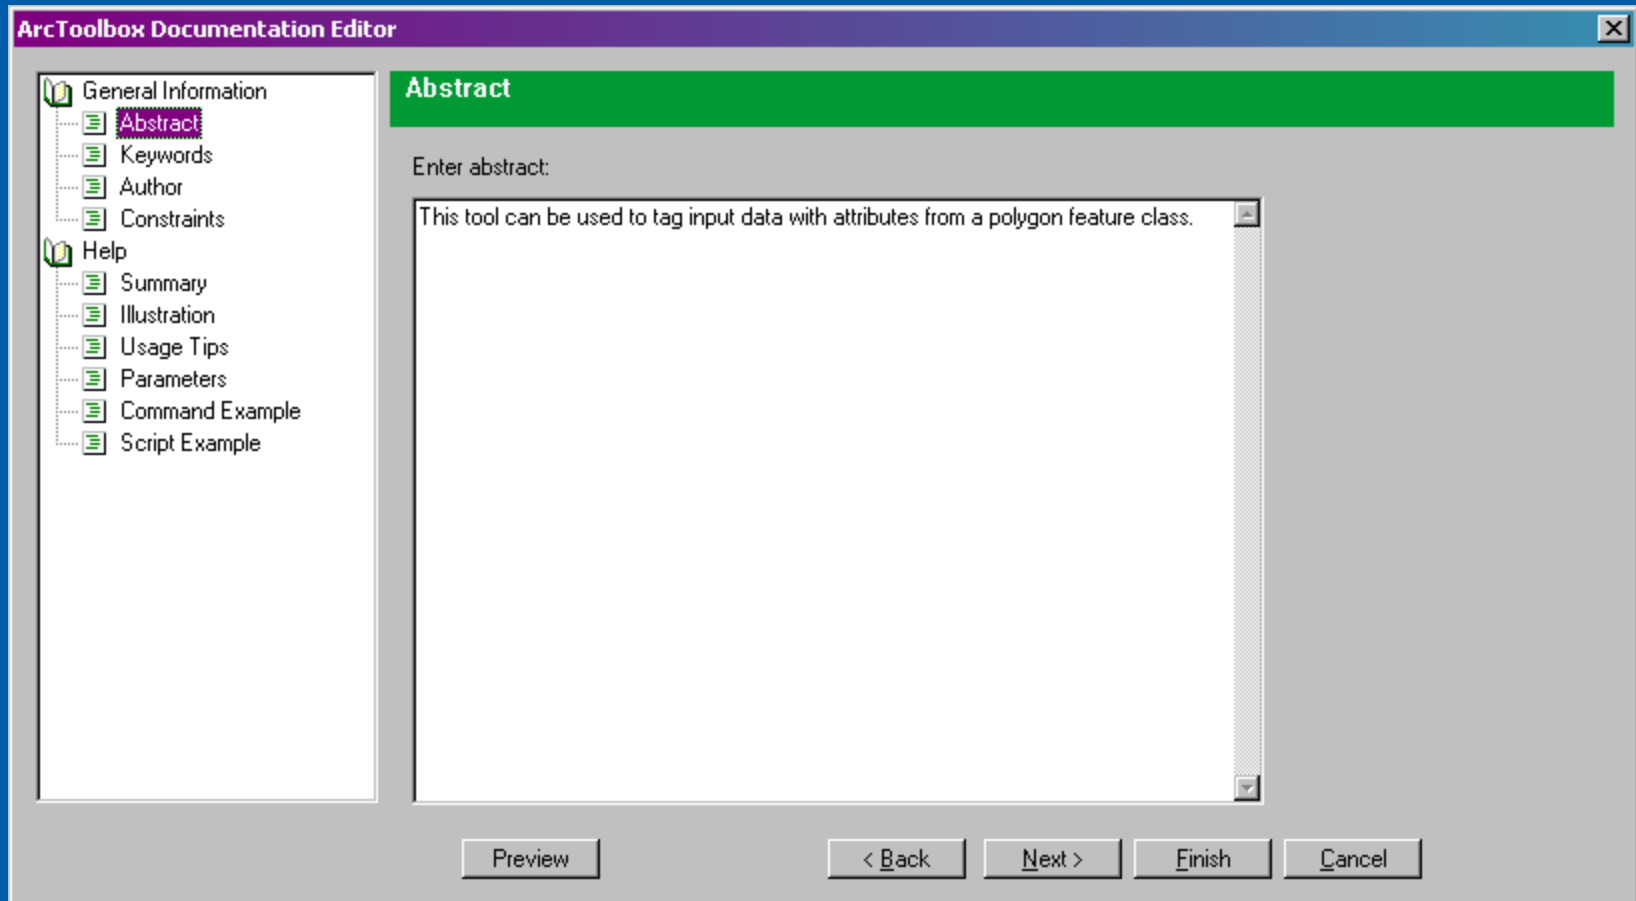 ArcToolbox Documentation Editor
General Information
Abstract
Keywords
Author
Constraints
Help
Summary
Illustration
Usage Tips
Parameters
Command Example
Script Example
Abstract
Enter abstract:
This tool can be used to tag input data with attributes from a polygon feature class.
Preview
< Back
Next >
Finish
Cancel